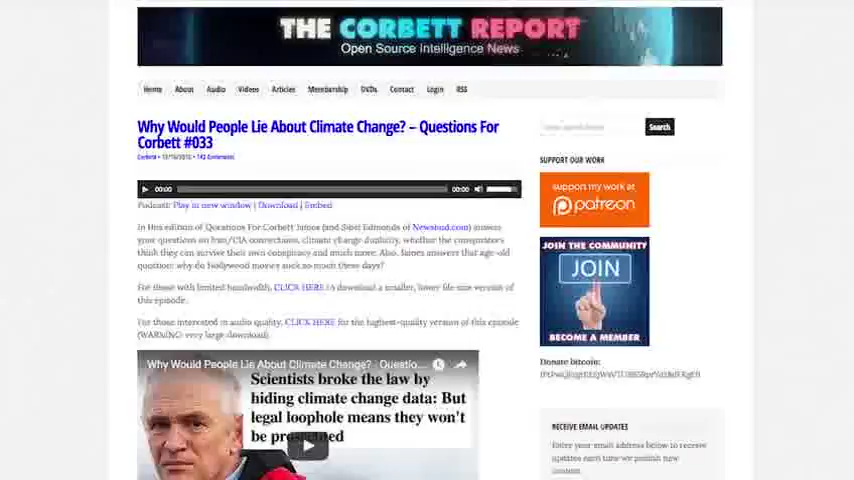 THE CORBETT REPORT
Open Source Intelligence News
Home About Audio Videos Articles Membership DVDs Contact Login RSS
Why Would People Lie About Climate Change? – Questions For
Corbett #033
Corbett • 142 Comments
00:00 00:00
Podcast: Play in new window | Download | Embed
In this edition of Questions For Corbett James (and Sibel Edmonds of Newsbud.com) answer
your questions on Iran/CIA connections, climate change duplicity, whether the conspirators
think they can survive their own conspiracy and much more. Also, James answers that age-old
question: why do Hollywood movies suck so much these days?
For those with limited bandwidth, CLICK HERE to download a smaller, lower file size version of
this episode.
For those interested in audio quality, CLICK HERE for the highest-quality version of this episode
(WARNING: very large download).
Why Would People Lie About Climate Change? - Questio...
Scientists broke the law by
hiding climate change data: But
legal loophole means they won't
be prosecuted
Search
SUPPORT OUR WORK
support my work at
patreon
JOIN THE COMMUNITY
JOIN
BECOME A MEMBER
Donate bitcoin:
RECEIVE EMAIL UPDATES
Enter your email address below to receive
updates each time we publish new
content.